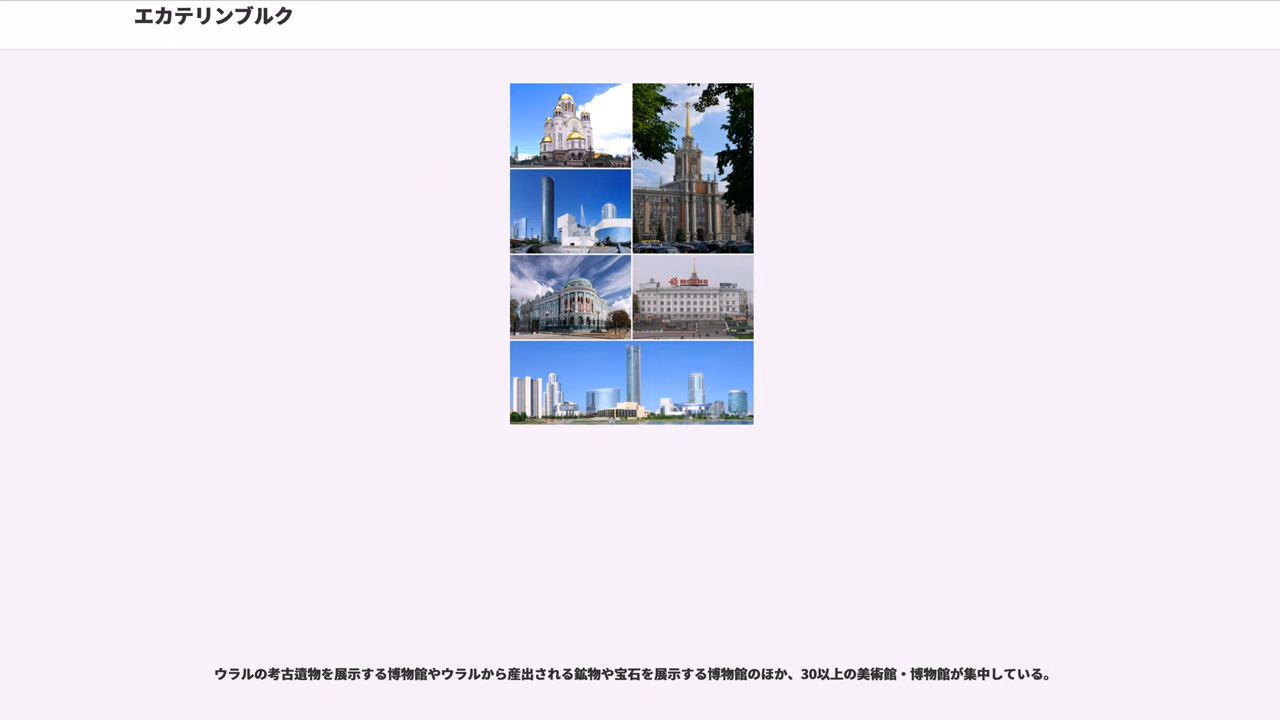 エカテリンブルク
МОТИВ
ウラルの考古遺物を展示する博物館やウラルから産出される鉱物や宝石を展示する博物館のほか、30以上の美術館・博物館が集中している。